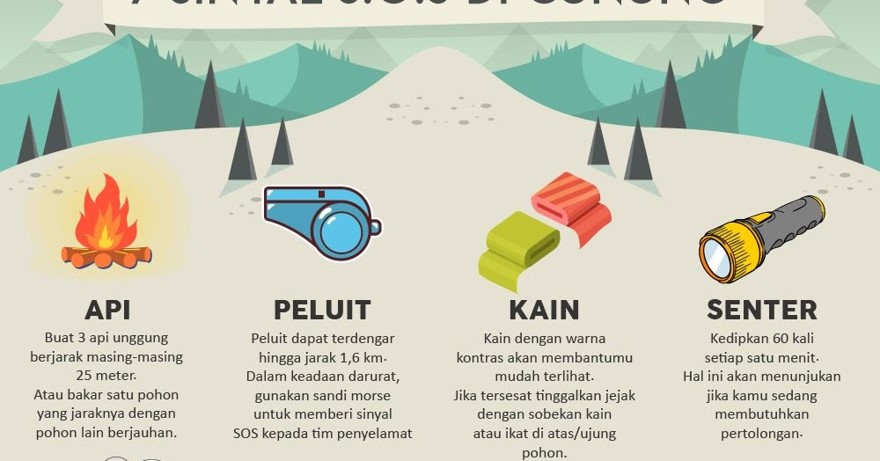 7 SINYAL S.O.S DI GUNUNG
API
Buat 3 api unggung
berjarak masing-masing
25 meter.
Atau bakar satu pohon
yang jaraknya dengan
pohon lain berjauhan.
PELUIT
Peluit dapat terdengar
hingga jarak 1,6 km.
Dalam keadaan darurat,
gunakan sandi morse
untuk memberi sinyal
SOS kepada tim penyelamat
KAIN
Kain dengan warna
kontras akan membantumu
mudah terlihat.
Jika tersesat tinggalkan jejak
dengan sobekan kain
atau ikat di atas/ujung
pohon.
SENTER
Kedipkan 60 kali
setiap satu menit.
Hal ini akan menunjukan
jika kamu sedang
membutuhkan
pertolongan.